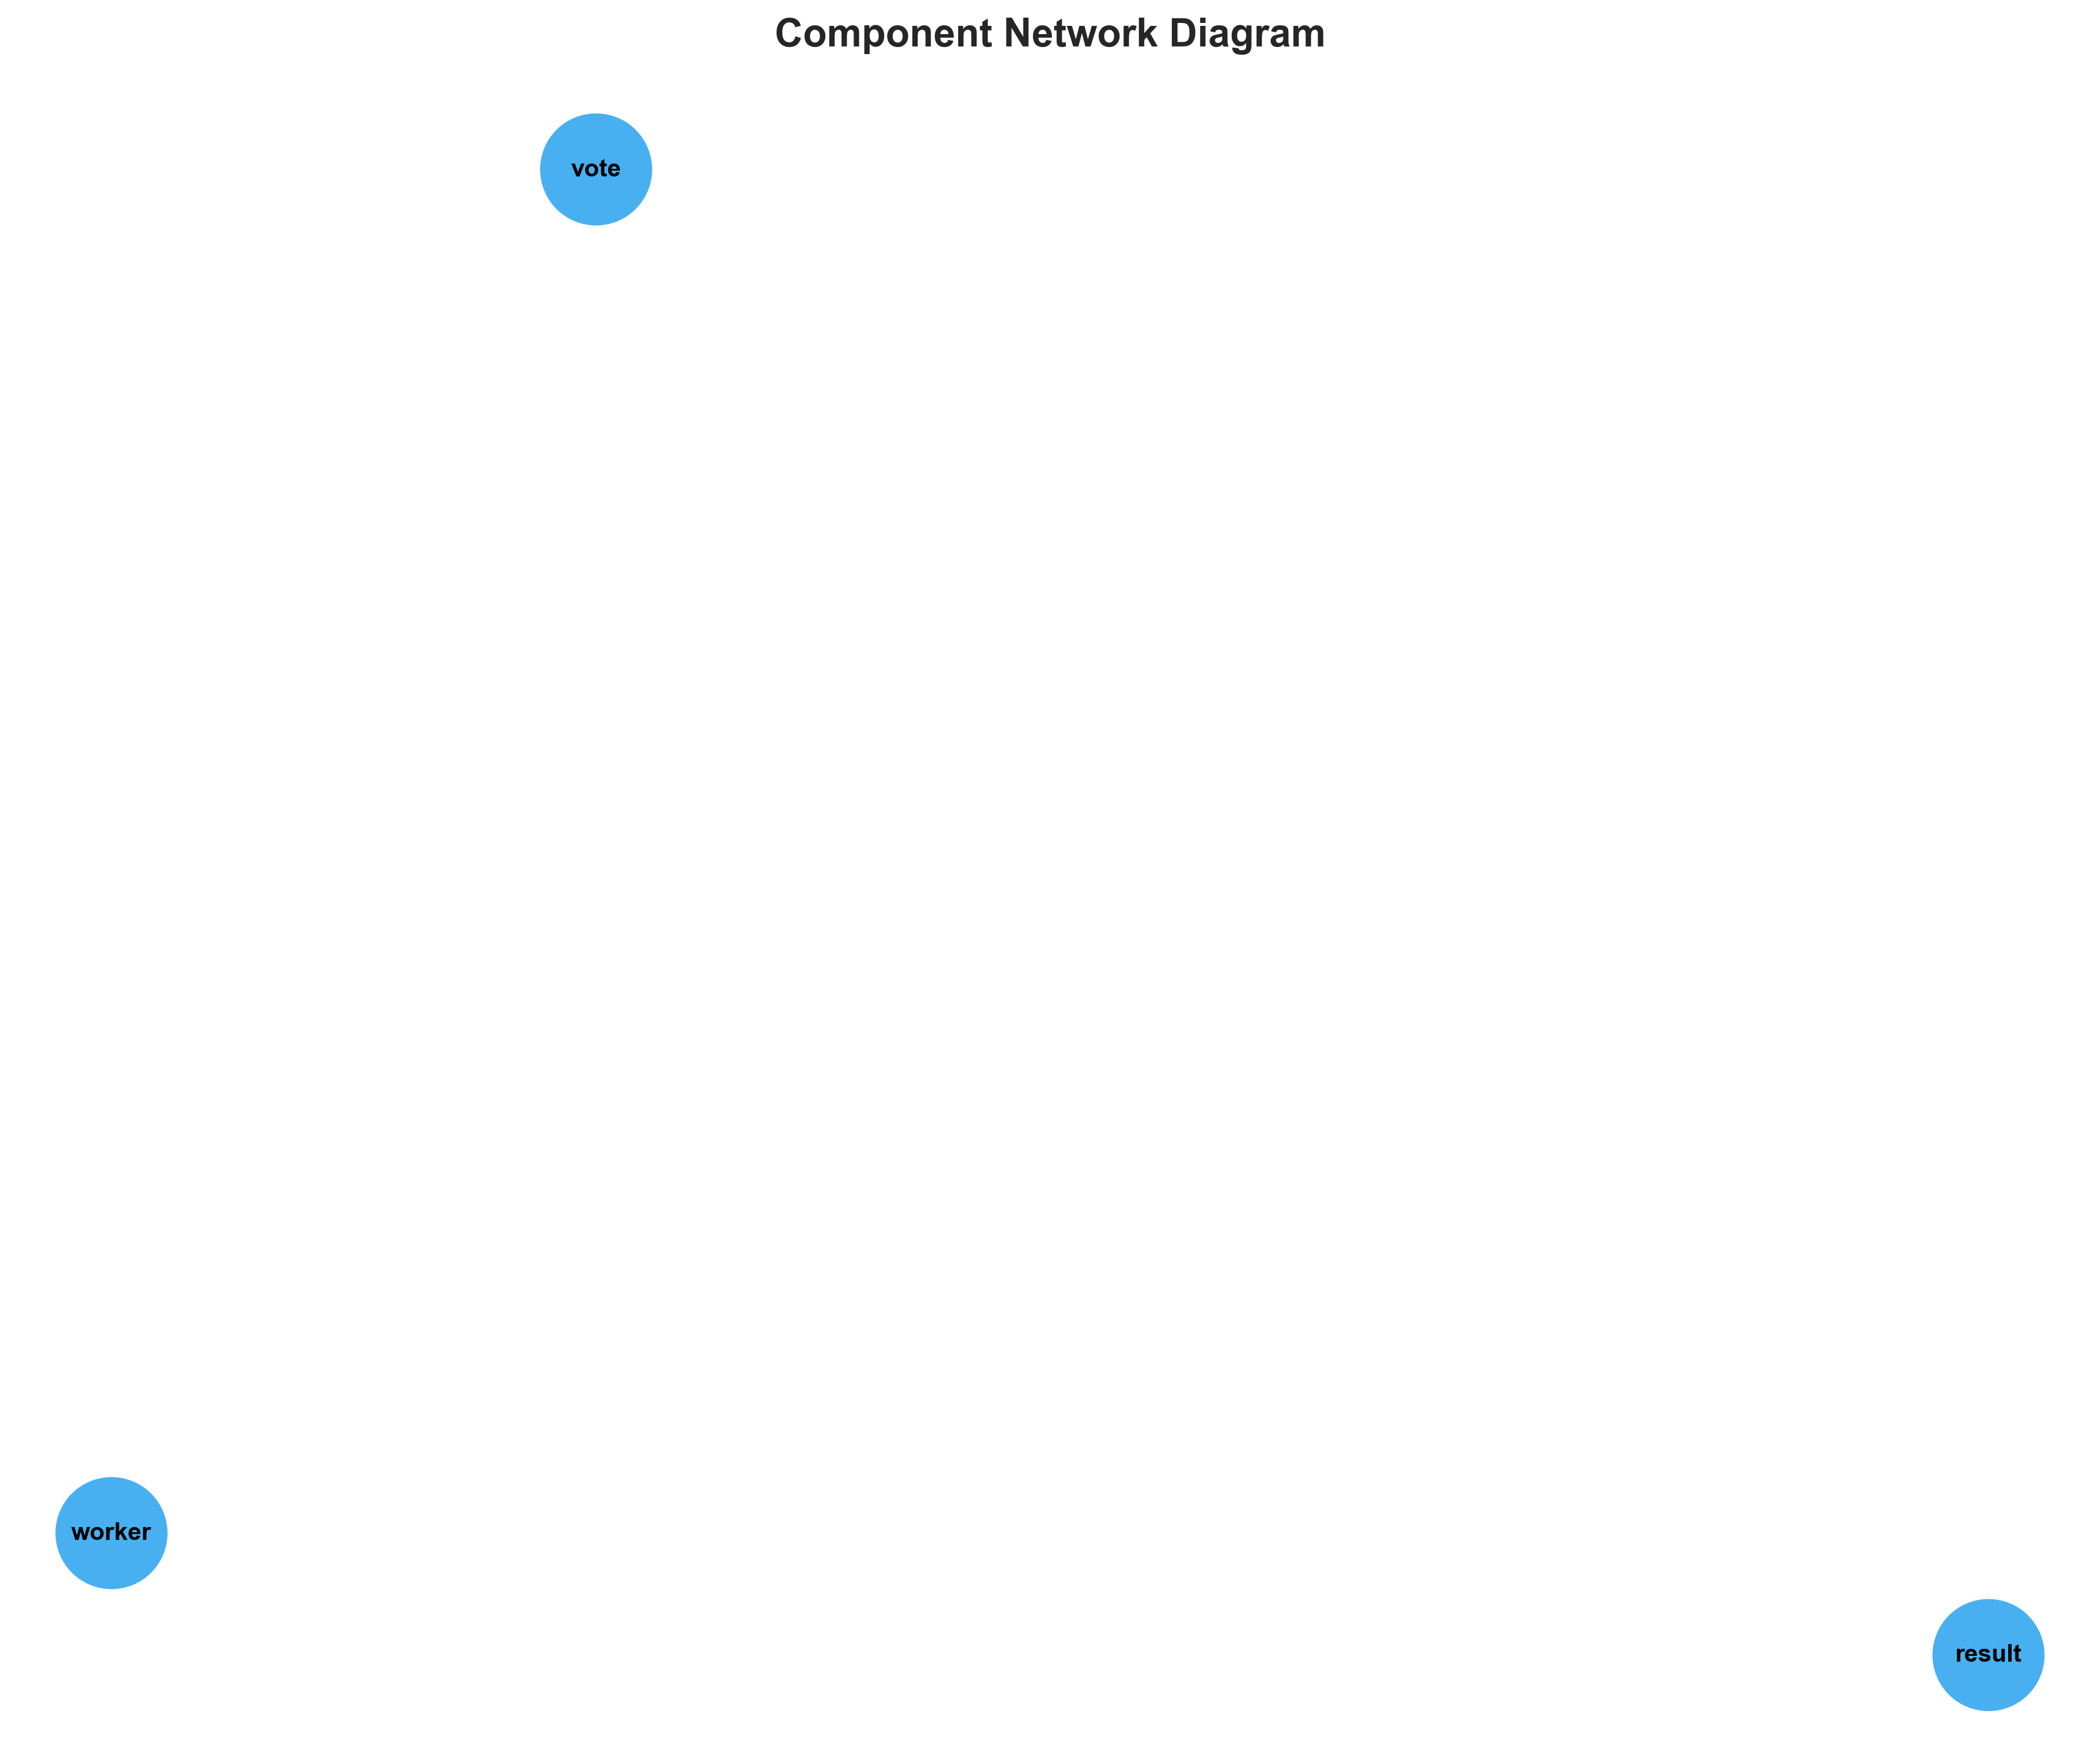 Component Network Diagram
vote
worker
result